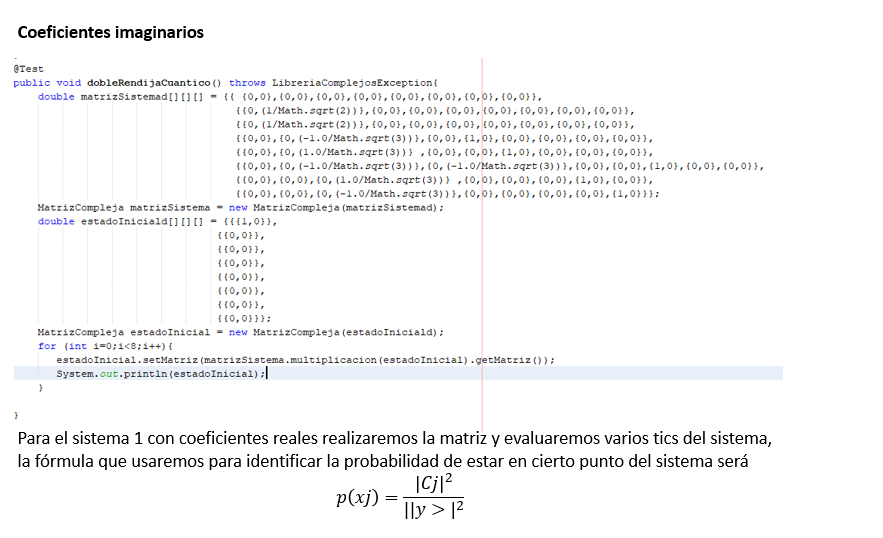 Coeficientes imaginarios
@Test
public void dobleRendijaCuantico() throws LibreriaComplejosException{
double matrizSistemad[][][] = {{ {0,0},{0,0},{0,0},{0,0},{0,0},{0,0},{0,0},{0,0}},
{{0,(1/Math.sqrt(2))},{0,0},{0,0},{0,0},{0,0},{0,0},{0,0},{0,0}},
{{0,(1/Math.sqrt(2))},{0,0},{0,0},{0,0},{0,0},{0,0},{0,0},{0,0}},
{{0,0},{0,(-1.0/Math.sqrt(3))},{0,0},{1,0},{0,0},{0,0},{0,0},{0,0}},
{{0,0},{0,(1.0/Math.sqrt(3))} ,{0,0},{0,0},{1,0},{0,0},{0,0},{0,0}},
{{0,0},{0,(-1.0/Math.sqrt(3))},{0,(-1.0/Math.sqrt(3))},{0,0},{0,0},{1,0},{0,0},{0,0}},
{{0,0},{0,0},{0,(1.0/Math.sqrt(3))} ,{0,0},{0,0},{0,0},{1,0},{0,0}},
{{0,0},{0,0},{0,(-1.0/Math.sqrt(3))},{0,0},{0,0},{0,0},{0,0},{1,0}}};
MatrizCompleja matrizSistema = new MatrizCompleja(matrizSistemad);
double estadoIniciald[][][] = {{{1,0}},
{{0,0}},
{{0,0}},
{{0,0}},
{{0,0}},
{{0,0}},
{{0,0}},
{{0,0}}};
MatrizCompleja estadoInicial = new MatrizCompleja(estadoIniciald);
for (int i=0;i<8;i++){
estadoInicial.setMatriz(matrizSistema.multiplicacion(estadoInicial).getMatriz());
System.out.println(estadoInicial);
}
}
Para el sistema 1 con coeficientes reales realizaremos la matriz y evaluaremos varios tics del sistema,
la fórmula que usaremos para identificar la probabilidad de estar en cierto punto del sistema será
p(xj) = |Cj|² / ||y > |²